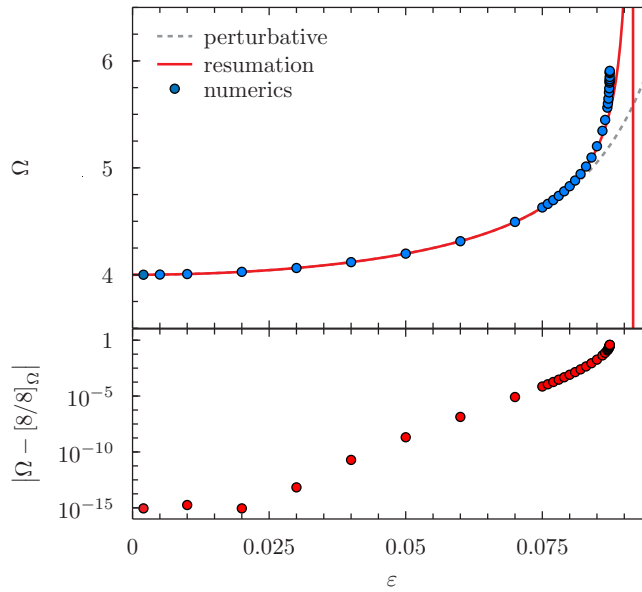 6
5
4
Ω
perturbative
resumation
numerics
1
10⁻⁵
10⁻¹⁰
10⁻¹⁵
|Ω − [8/8]_Ω|
0 0.025 0.05 0.075
ε